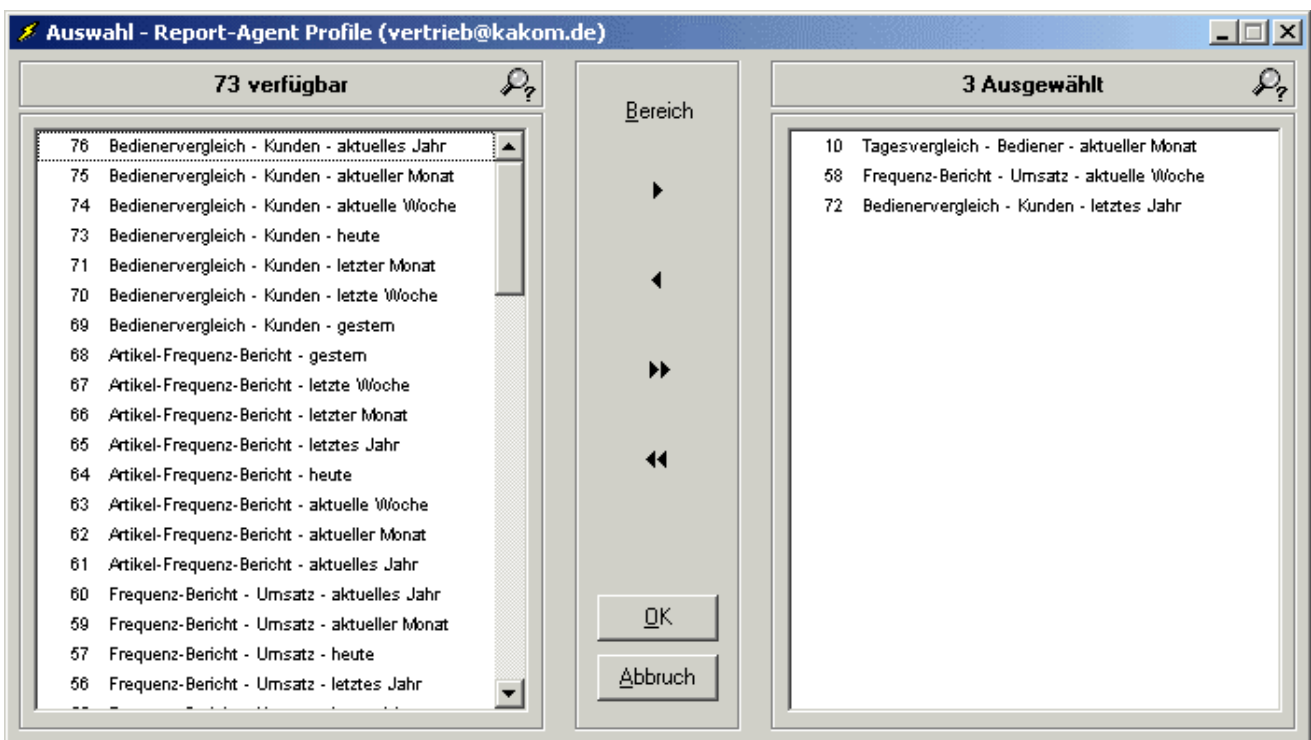 Auswahl - Report-Agent Profile (vertrieb@kakom.de)
73 verfügbar
76 Bedienervergleich - Kunden - aktuelles Jahr
75 Bedienervergleich - Kunden - aktueller Monat
74 Bedienervergleich - Kunden - aktuelle Woche
73 Bedienervergleich - Kunden - heute
71 Bedienervergleich - Kunden - letzter Monat
70 Bedienervergleich - Kunden - letzte Woche
69 Bedienervergleich - Kunden - gestern
68 Artikel-Frequenz-Bericht - gestern
67 Artikel-Frequenz-Bericht - letzte Woche
66 Artikel-Frequenz-Bericht - letzter Monat
65 Artikel-Frequenz-Bericht - letztes Jahr
64 Artikel-Frequenz-Bericht - heute
63 Artikel-Frequenz-Bericht - aktuelle Woche
62 Artikel-Frequenz-Bericht - aktueller Monat
61 Artikel-Frequenz-Bericht - aktuelles Jahr
60 Frequenz-Bericht - Umsatz - aktuelles Jahr
59 Frequenz-Bericht - Umsatz - aktueller Monat
57 Frequenz-Bericht - Umsatz - heute
56 Frequenz-Bericht - Umsatz - letztes Jahr
Bereich
OK
Abbruch
3 Ausgewählt
10 Tagesvergleich - Bediener - aktueller Monat
58 Frequenz-Bericht - Umsatz - aktuelle Woche
72 Bedienervergleich - Kunden - letztes Jahr